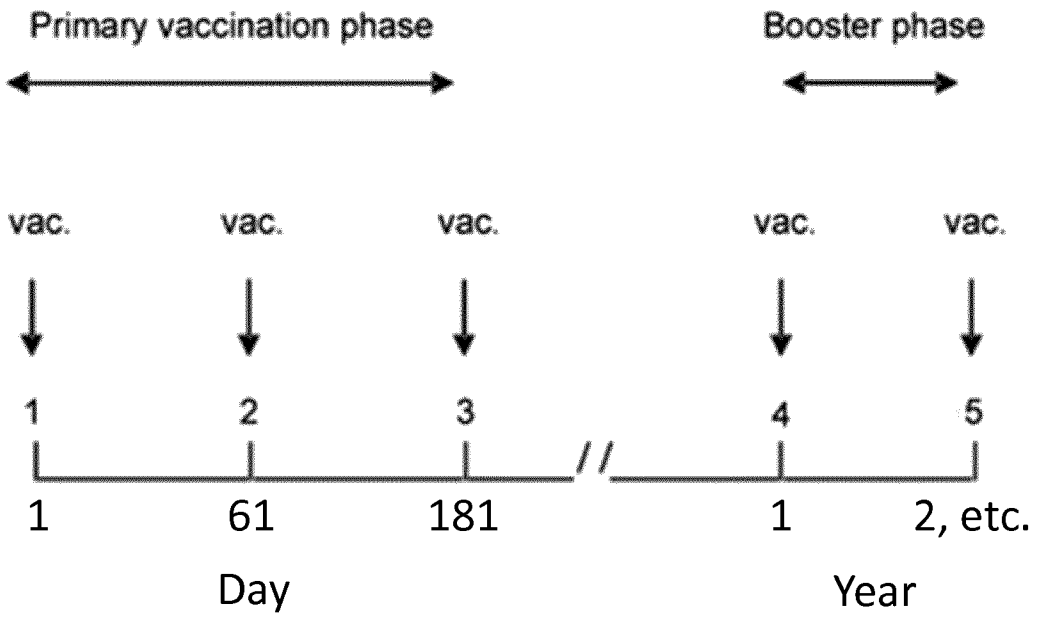 Primary vaccination phase Booster phase
vac. vac. vac. vac. vac.
1 2 3 4 5
//
1 61 181 1 2, etc.
Day Year